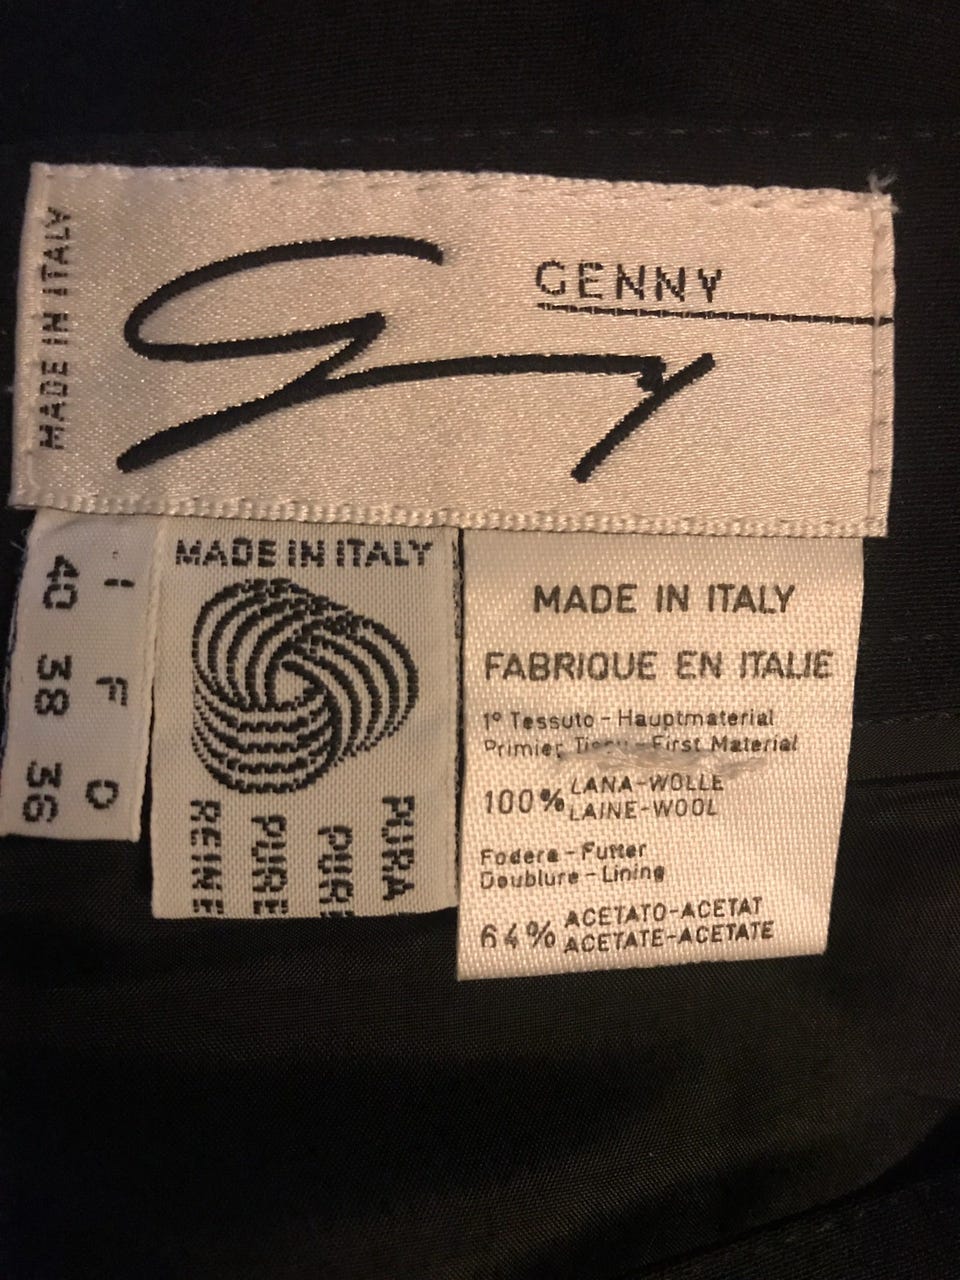 MADE IN ITALY
GENNY
Genny
I 40
F 38
D 36
MADE IN ITALY
PURA
PURE
REINE
MADE IN ITALY
FABRIQUE EN ITALIE
1° Tessuto - Hauptmaterial
Primier - First Material
100% LANA-WOLLE
LAINE-WOOL
Fodera - Futter
Doublure - Lining
64% ACETATO-ACETAT
ACETATE-ACETATE